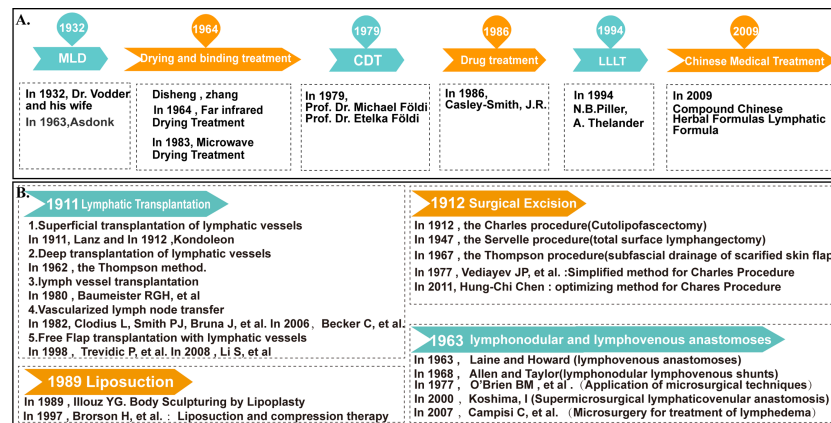 A.
1932
1964
1979
1986
1994
2009
MLD
Drying and binding treatment
CDT
Drug treatment
LLLT
Chinese Medical Treatment
In 1932, Dr. Vodder
and his wife
In 1963,Asdonk
Disheng , zhang
In 1964 , Far infrared
Drying Treatment
In 1983, Microwave
Drying Treatment
In 1979,
Prof. Dr. Michael Földi
Prof. Dr. Etelka Földi
In 1986,
Casley-Smith, J.R.
In 1994
N.B.Piller,
A. Thelander
In 2009
Compound Chinese
Herbal Formulas Lymphatic
Formula
B.
1911 Lymphatic Transplantation
1.Superficial transplantation of lymphatic vessels
In 1911, Lanz and In 1912 ,Kondoleon
2.Deep transplantation of lymphatic vessels
In 1962 , the Thompson method.
3.lymph vessel transplantation
In 1980 , Baumeister RGH, et al
4.Vascularized lymph node transfer
In 1982, Clodius L, Smith PJ, Bruna J, et al. In 2006 , Becker C, et al.
5.Free Flap transplantation with lymphatic vessels
In 1998 , Trevidic P, et al. In 2008 , Li S, et al
1989 Liposuction
In 1989 , Illouz YG. Body Sculpturing by Lipoplasty
In 1997 , Brorson H, et al. : Liposuction and compression therapy
1912 Surgical Excision
In 1912 , the Charles procedure(Cutolipofascectomy)
In 1947 , the Servelle procedure(total surface lymphangectomy)
In 1967 , the Thompson procedure(subfascial drainage of scarified skin flap
In 1977 , Vediayev JP, et al. :Simplified method for Charles Procedure
In 2011, Hung-Chi Chen : optimizing method for Chares Procedure
1963 lymphonodular and lymphovenous anastomoses
In 1963 , Laine and Howard (lymphovenous anastomoses)
In 1968 , Allen and Taylor(lymphonodular lymphovenous shunts)
In 1977 , O'Brien BM , et al . (Application of microsurgical techniques)
In 2000 , Koshima, I (Supermicrosurgical lymphaticovenular anastomosis)
In 2007 , Campisi C, et al. (Microsurgery for treatment of lymphedema)